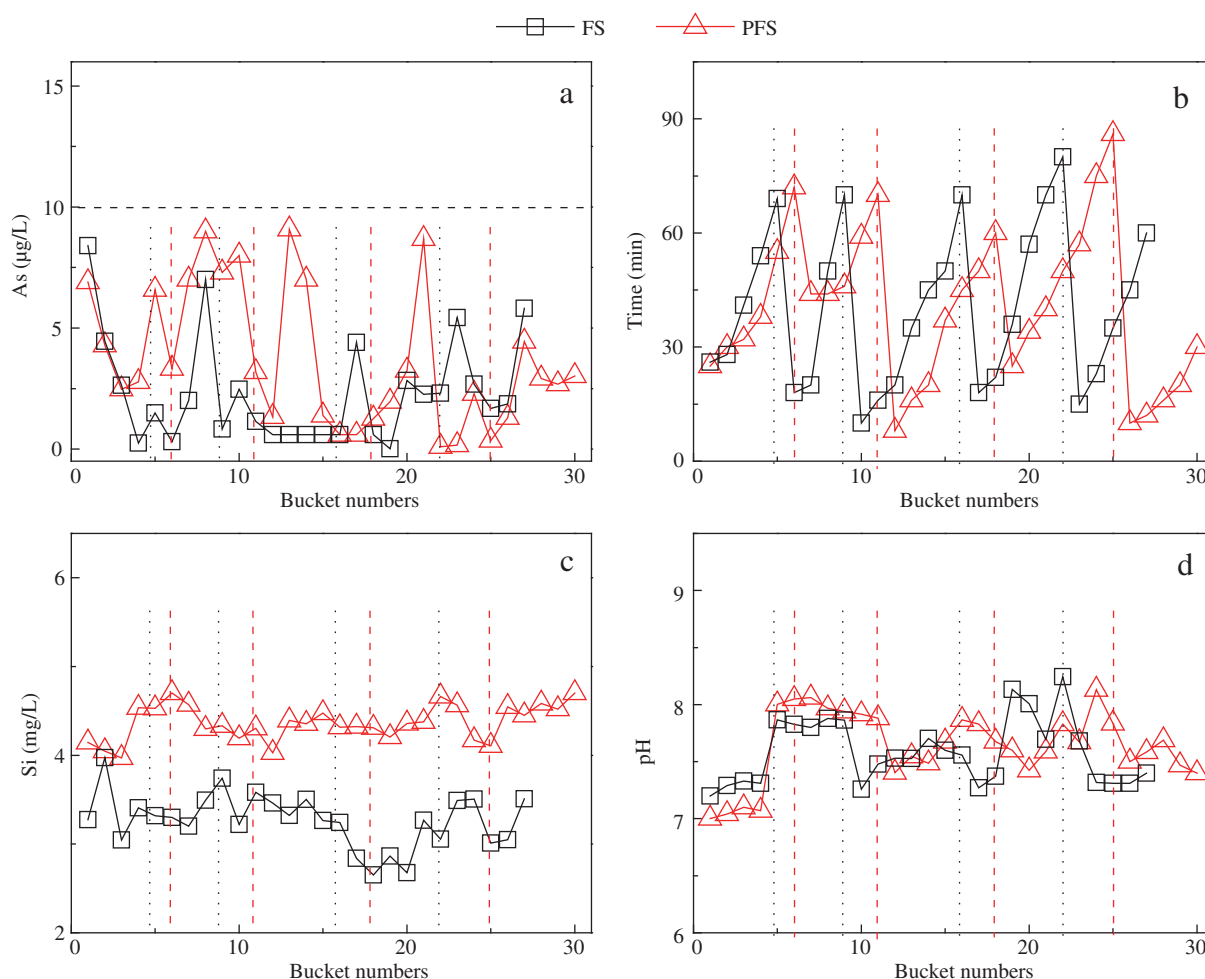 FS PFS
a
15
10
5
0
As (μg/L)
0 10 20 30
Bucket numbers
b
90
60
30
0
Time (min)
0 10 20 30
Bucket numbers
c
6
4
2
Si (mg/L)
0 10 20 30
Bucket numbers
d
9
8
7
6
pH
0 10 20 30
Bucket numbers